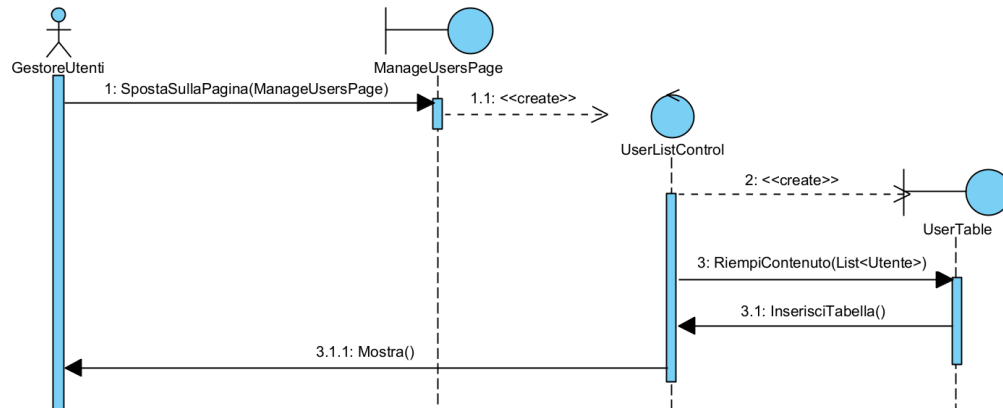 GestoreUtenti
ManageUsersPage
1: SpostaSullaPagina(ManageUsersPage)
1.1: <<create>>
UserListControl
2: <<create>>
UserTable
3: RiempiContenuto(List<Utente>)
3.1: InserisciTabella()
3.1.1: Mostra()